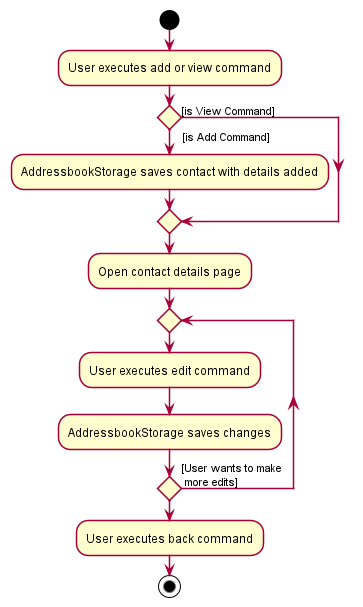 User executes add or view command
[is View Command]
[is Add Command]
AddressbookStorage saves contact with details added
Open contact details page
User executes edit command
AddressbookStorage saves changes
[User wants to make
more edits]
User executes back command